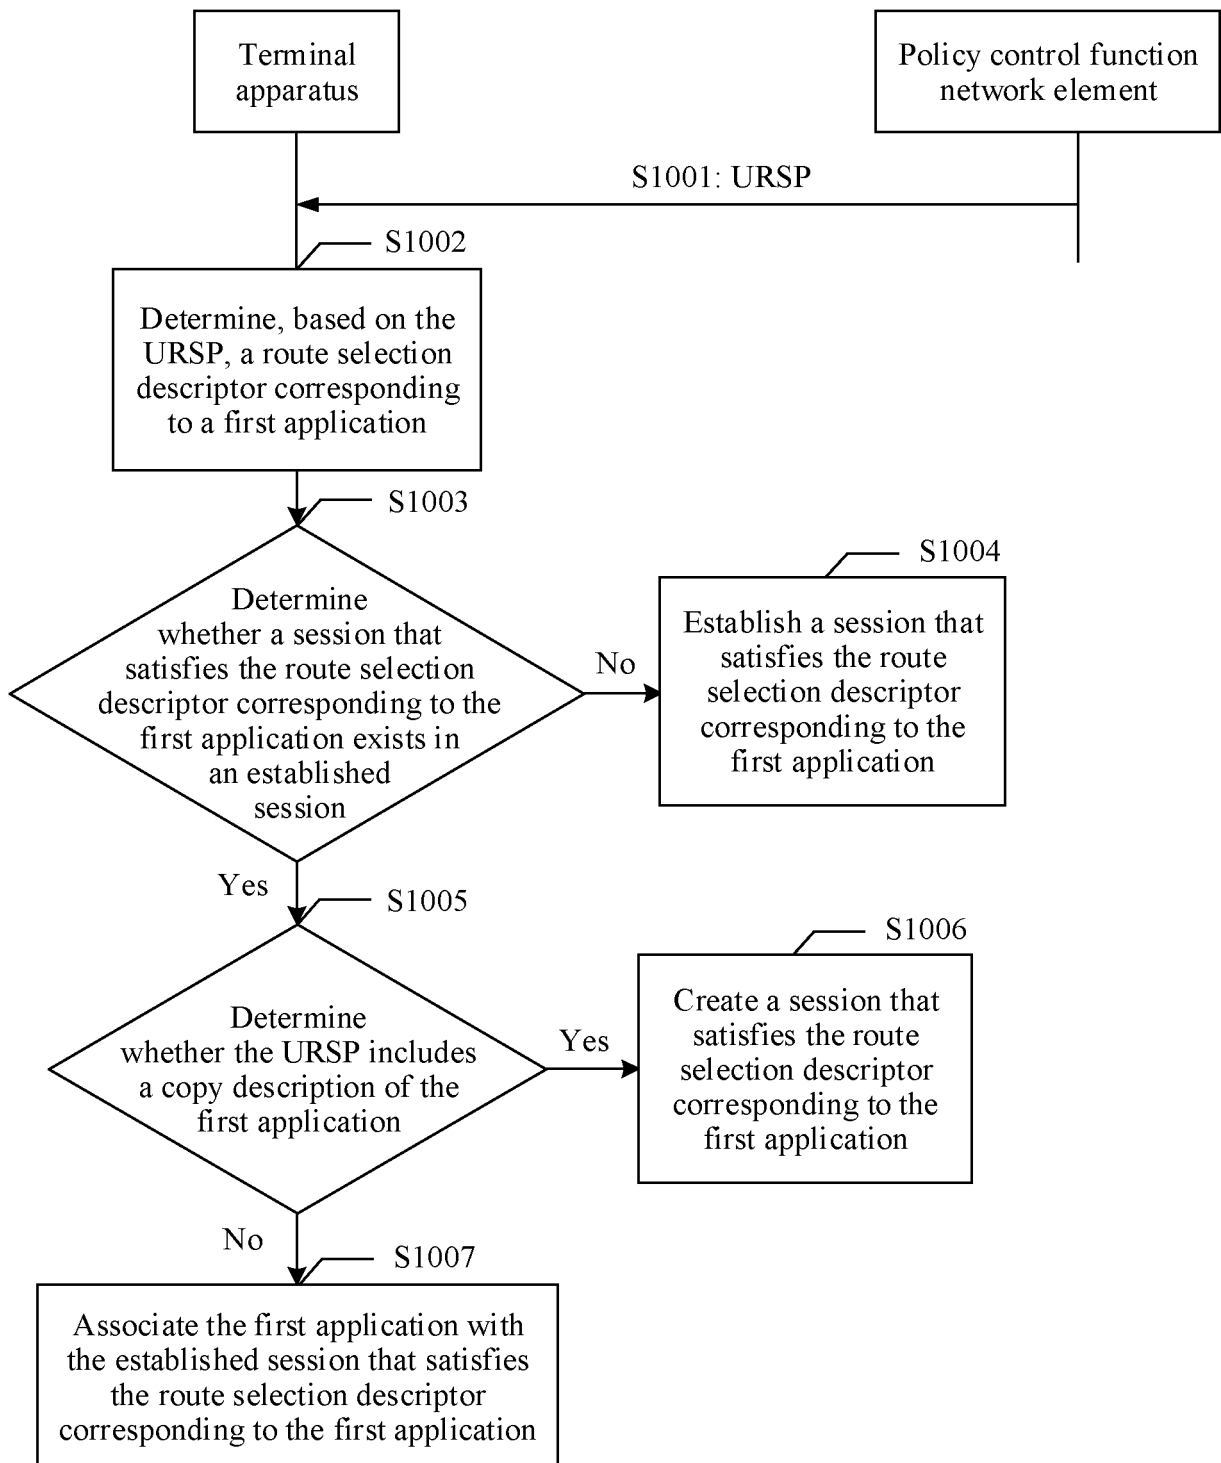 Terminal
apparatus
Policy control function
network element
S1001: URSP
S1002
Determine, based on the
URSP, a route selection
descriptor corresponding
to a first application
S1003
Determine
whether a session that
satisfies the route selection
descriptor corresponding to the
first application exists in
an established
session
No
S1004
Establish a session that
satisfies the route
selection descriptor
corresponding to the
first application
Yes
S1005
Determine
whether the URSP includes
a copy description of the
first application
Yes
S1006
Create a session that
satisfies the route
selection descriptor
corresponding to the
first application
No
S1007
Associate the first application with
the established session that satisfies
the route selection descriptor
corresponding to the first application